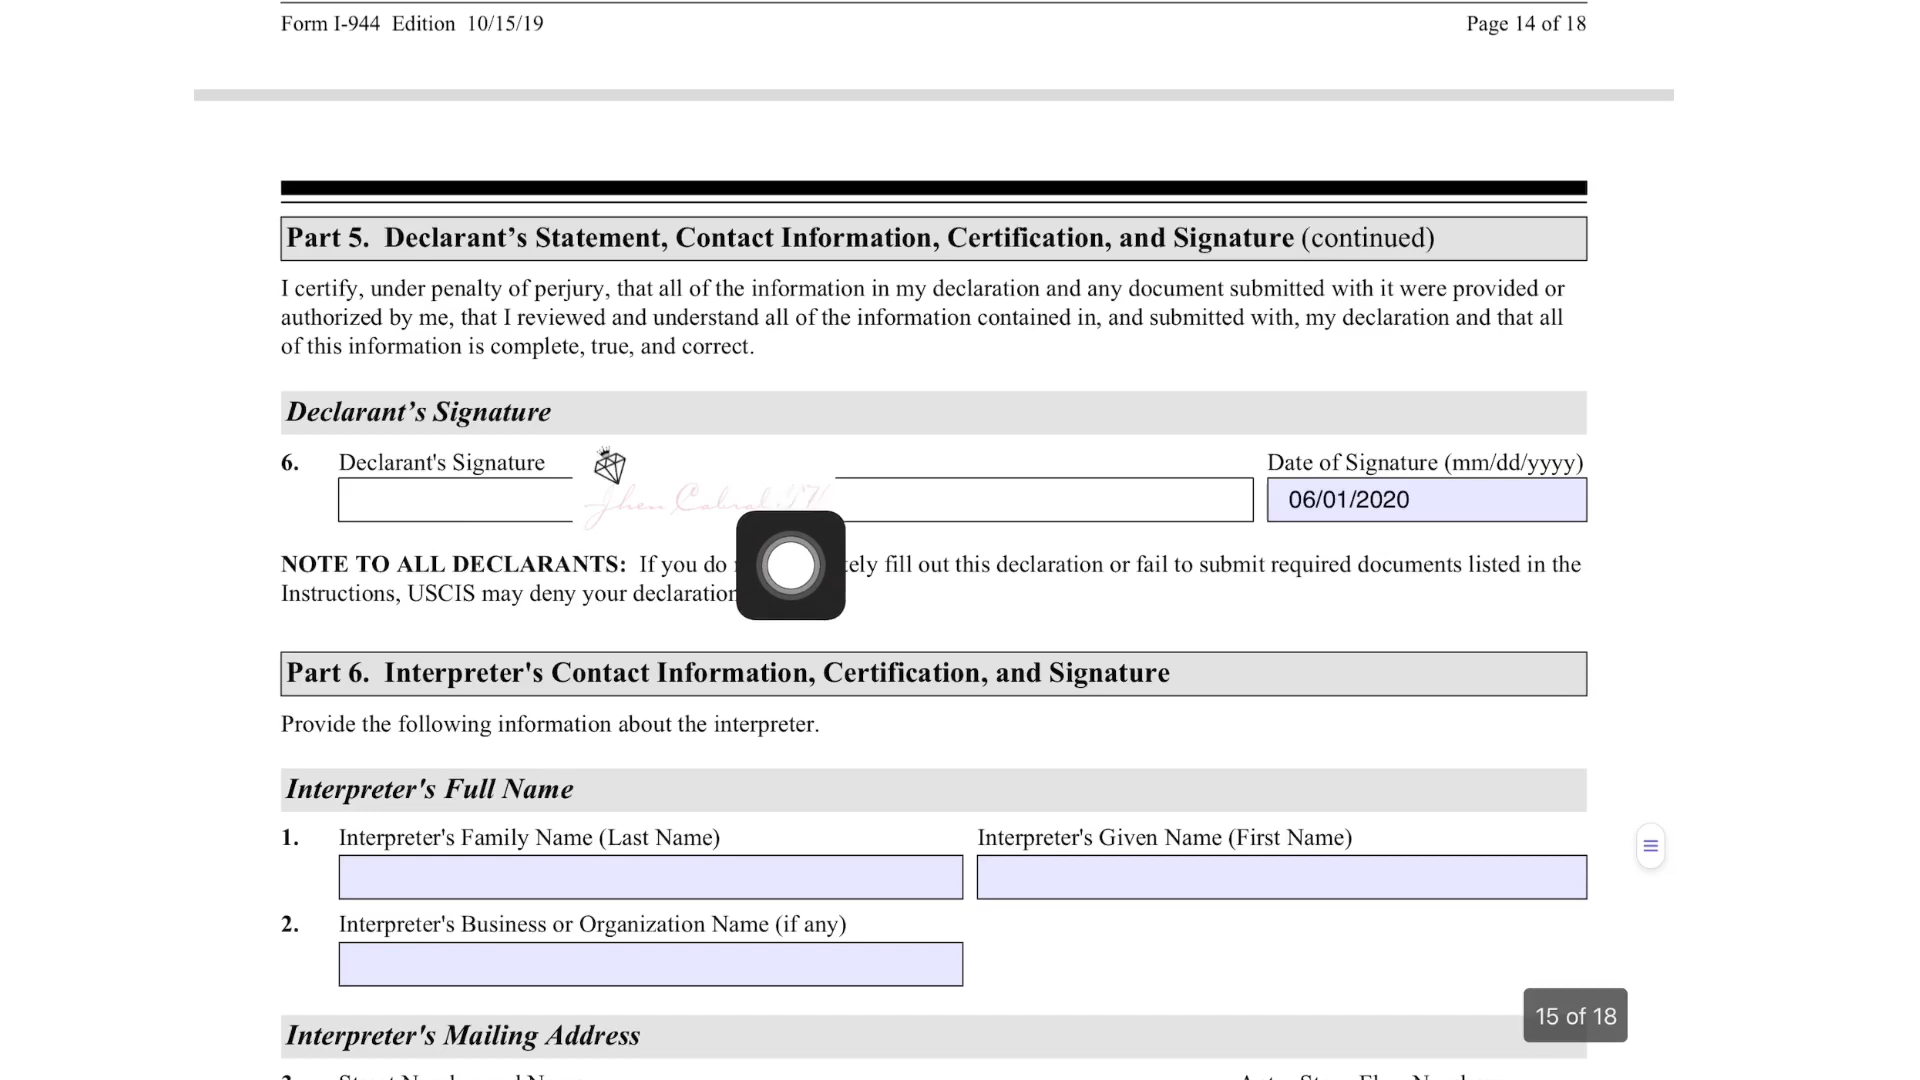 Form I-944 Edition 10/15/19
Page 14 of 18
Part 5. Declarant’s Statement, Contact Information, Certification, and Signature (continued)
I certify, under penalty of perjury, that all of the information in my declaration and any document submitted with it were provided or
authorized by me, that I reviewed and understand all of the information contained in, and submitted with, my declaration and that all
of this information is complete, true, and correct.
Declarant’s Signature
6. Declarant's Signature
Date of Signature (mm/dd/yyyy)
Jhen Cabral
06/01/2020
NOTE TO ALL DECLARANTS: If you do fill out this declaration or fail to submit required documents listed in the
Instructions, USCIS may deny your declaration
Part 6. Interpreter's Contact Information, Certification, and Signature
Provide the following information about the interpreter.
Interpreter's Full Name
1. Interpreter's Family Name (Last Name)
Interpreter's Given Name (First Name)
2. Interpreter's Business or Organization Name (if any)
15 of 18
Interpreter's Mailing Address